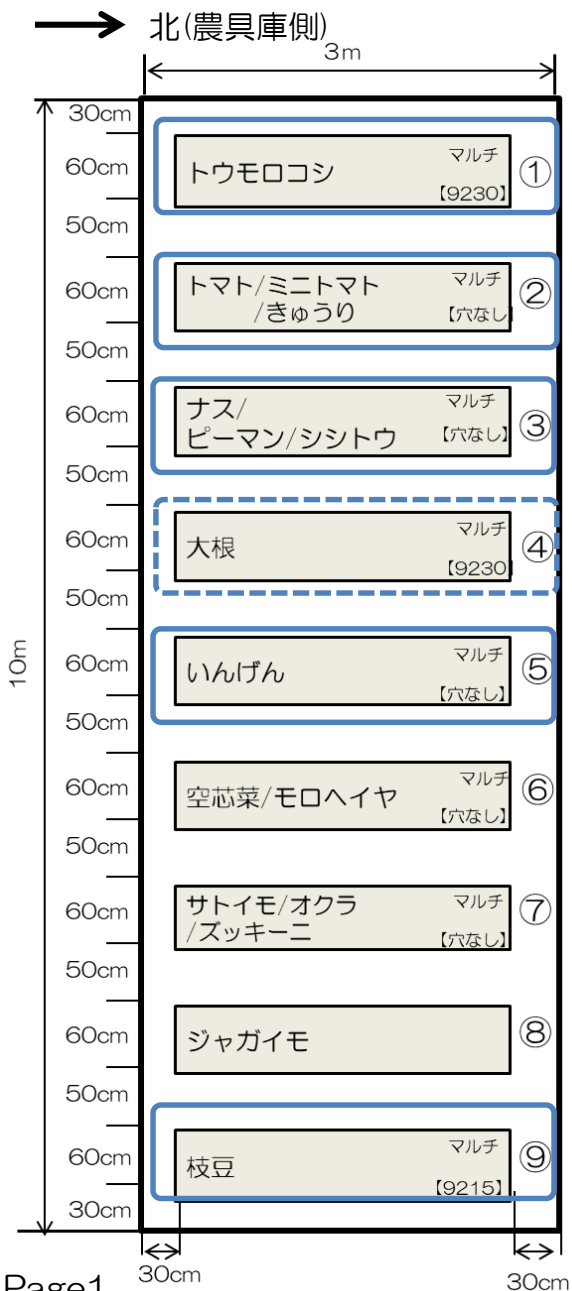 北(農具庫側)
3m
30cm
60cm
トウモロコシ
マルチ
【9230】
①
50cm
60cm
トマト/ミニトマト
/きゅうり
マルチ
【穴なし】
②
50cm
60cm
ナス/
ピーマン/シシトウ
マルチ
【穴なし】
③
50cm
60cm
大根
マルチ
【9230】
④
50cm
10m
60cm
いんげん
マルチ
【穴なし】
⑤
50cm
60cm
空芯菜/モロヘイヤ
マルチ
【穴なし】
⑥
50cm
60cm
サトイモ/オクラ
/ズッキーニ
マルチ
【穴なし】
⑦
50cm
60cm
ジャガイモ
⑧
50cm
60cm
枝豆
マルチ
【9215】
⑨
30cm
30cm
30cm
Page1